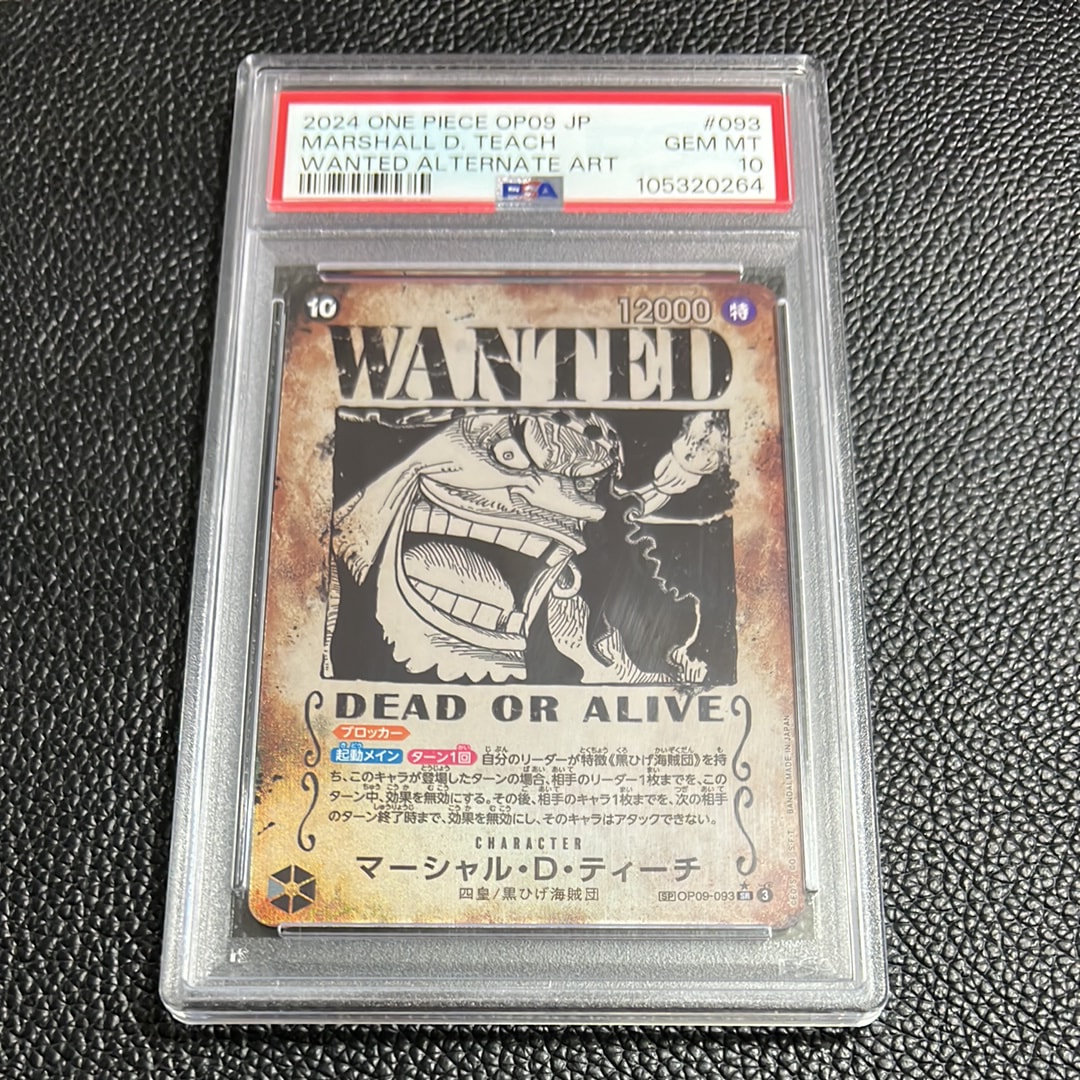 2024 ONE PIECE OP09 JP #093
MARSHALL D. TEACH GEM MT
WANTED ALTERNATE ART 10
PSA 105320264
10 12000 特
WANTED
DEAD OR ALIVE
ブロッカー
起動メイン ターン1回 自分のリーダーが特徴《黒ひげ海賊団》を持
ち、このキャラが登場したターンの場合、相手のリーダー1枚までを、この
ターン中、効果を無効にする。その後、相手のキャラ1枚までを、次の相手
のターン終了時まで、効果を無効にし、そのキャラはアタックできない。
CHARACTER
マーシャル・D・ティーチ
四皇/黒ひげ海賊団
SP OP09-093 SR 3
BANDAI MADE IN JAPAN